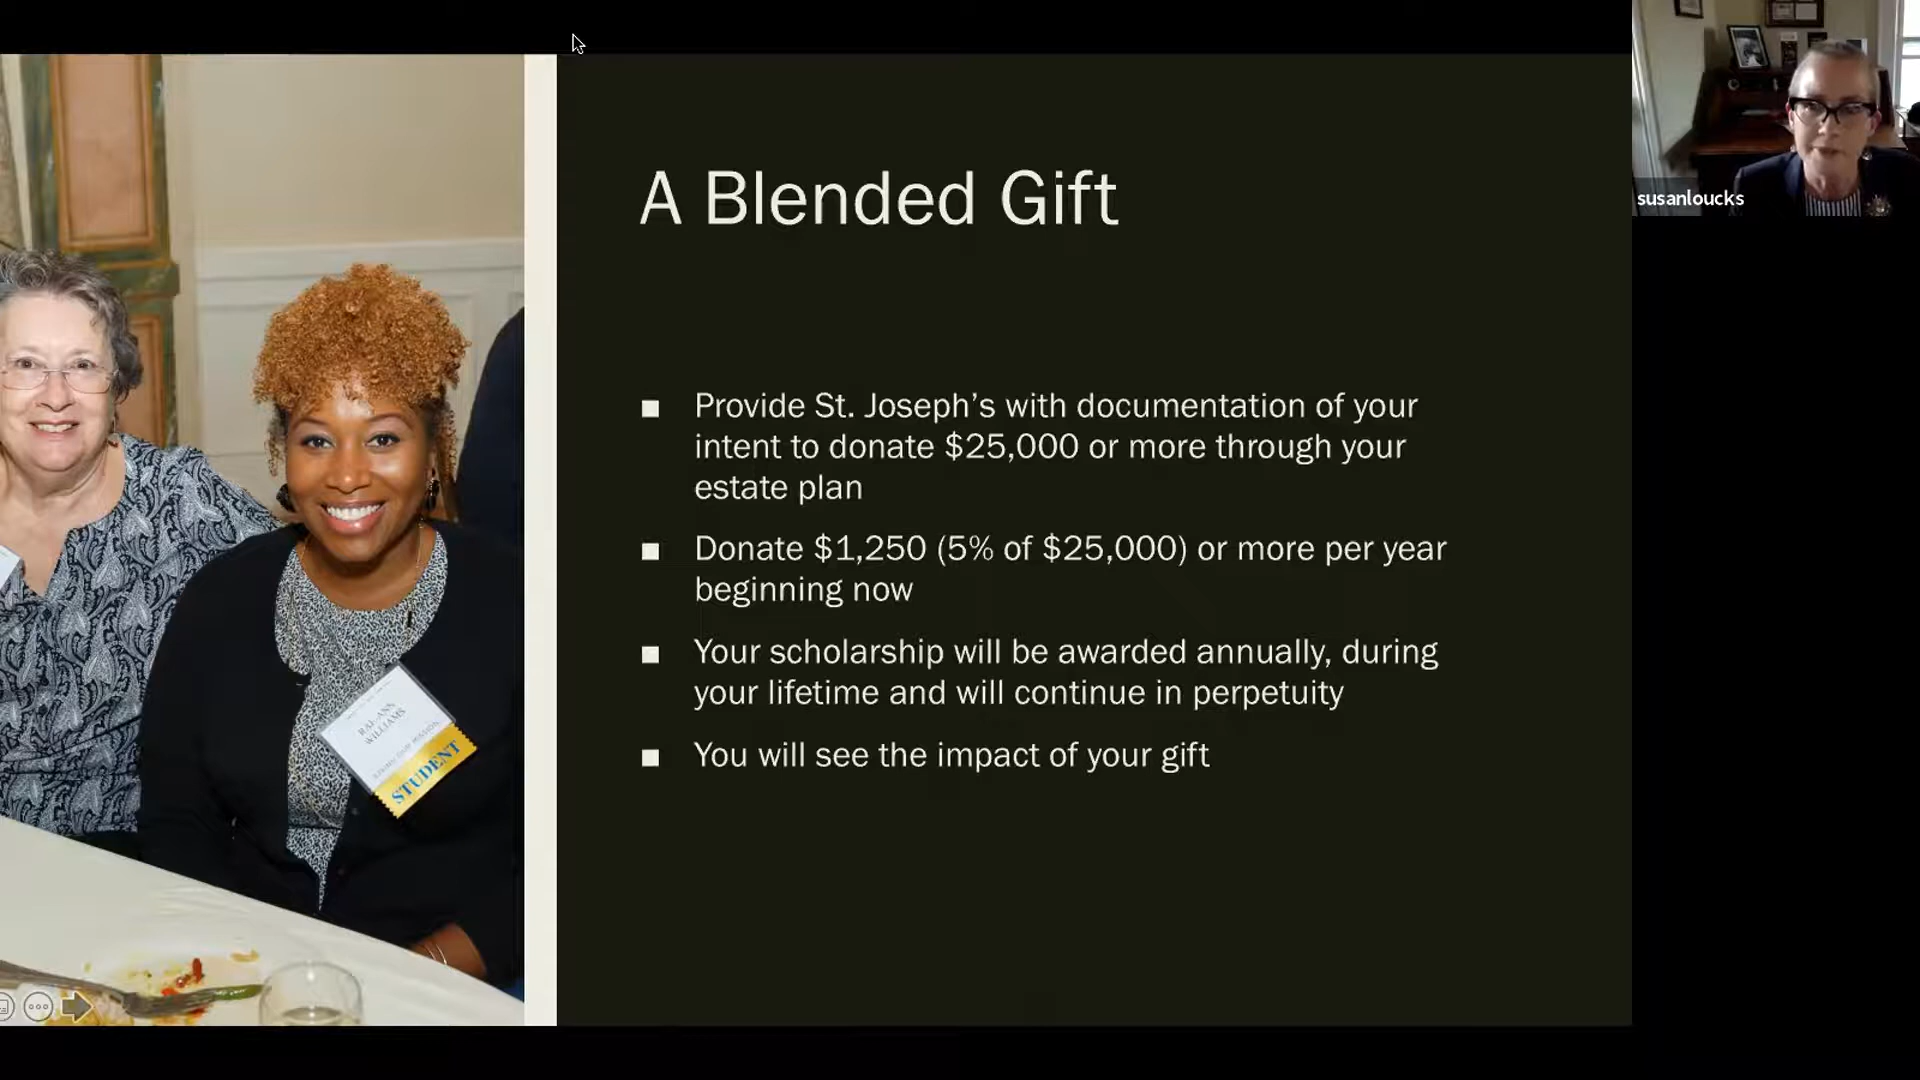 A Blended Gift
■ Provide St. Joseph’s with documentation of your
intent to donate $25,000 or more through your
estate plan
■ Donate $1,250 (5% of $25,000) or more per year
beginning now
■ Your scholarship will be awarded annually, during
your lifetime and will continue in perpetuity
■ You will see the impact of your gift
susanloucks
RAE-ANN
WILLIAMS
STUDENT